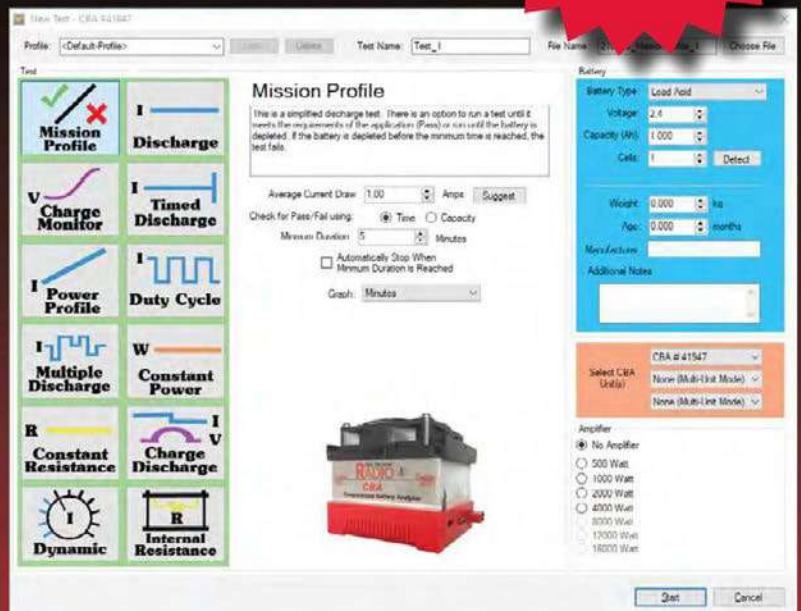 New Test - CBA #41847
Profile: <Default-Profile>
Delete
Test Name: Test_1
File Name:
Choose File
Test
Mission Profile
I
Discharge
V
Charge Monitor
I
Timed Discharge
I
Power Profile
I
Duty Cycle
I
Multiple Discharge
W
Constant Power
R
Constant Resistance
I
V
Charge Discharge
I
Dynamic
R
Internal Resistance
Mission Profile
This is a simplified discharge test. There is an option to run a test until it
meets the requirements of the application (Pass) or run until the battery is
depleted. If the battery is depleted before the minimum time is reached, the
test fails.
Average Current Draw 1.00 Amps Suggest
Check for Pass/Fail using: Time Capacity
Minimum Duration 5 Minutes
Automatically Stop When
Minimum Duration Is Reached
Graph: Minutes
RADIO
CBA
Computerized Battery Analyzer
Battery
Battery Type: Lead Acid
Voltage: 2.4
Capacity (Ah): 1.000
Cells: 1 Detect
Weight: 0.000 kg
Age: 0.000 months
Manufacturer:
Additional Notes
Select CBA
Unit(s)
CBA # 41847
None (Multi-Unit Mode)
None (Multi-Unit Mode)
Amplifier
No Amplifier
500 Watt
1000 Watt
2000 Watt
4000 Watt
8000 Watt
12000 Watt
16000 Watt
Start Cancel